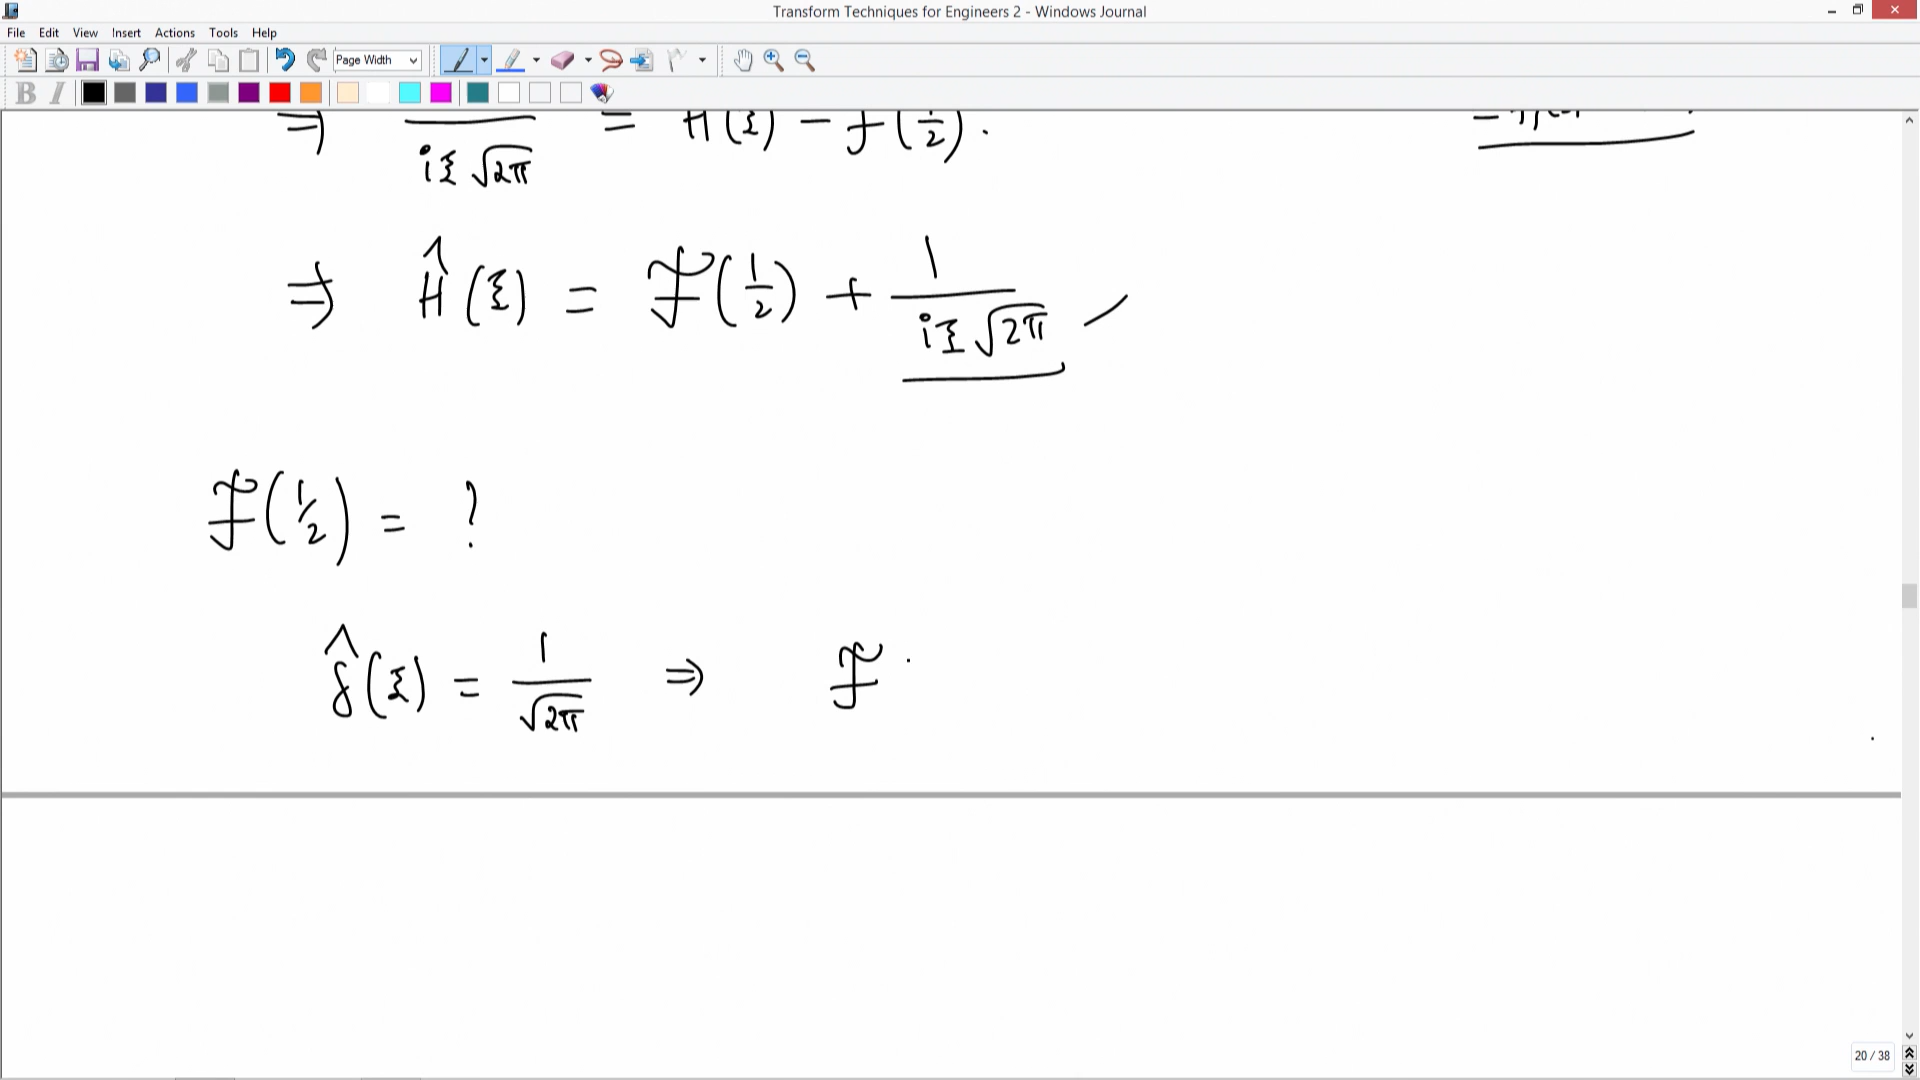 Transform Techniques for Engineers 2 - Windows Journal
File Edit View Insert Actions Tools Help
Page Width
B I
⇒ / iξ√2π = Ĥ(ξ) − F(1/2).
⇒ Ĥ(ξ) = F(1/2) + 1/iξ√2π
F(1/2) = ?
δ̂(ξ) = 1/√2π ⇒ F
20 / 38